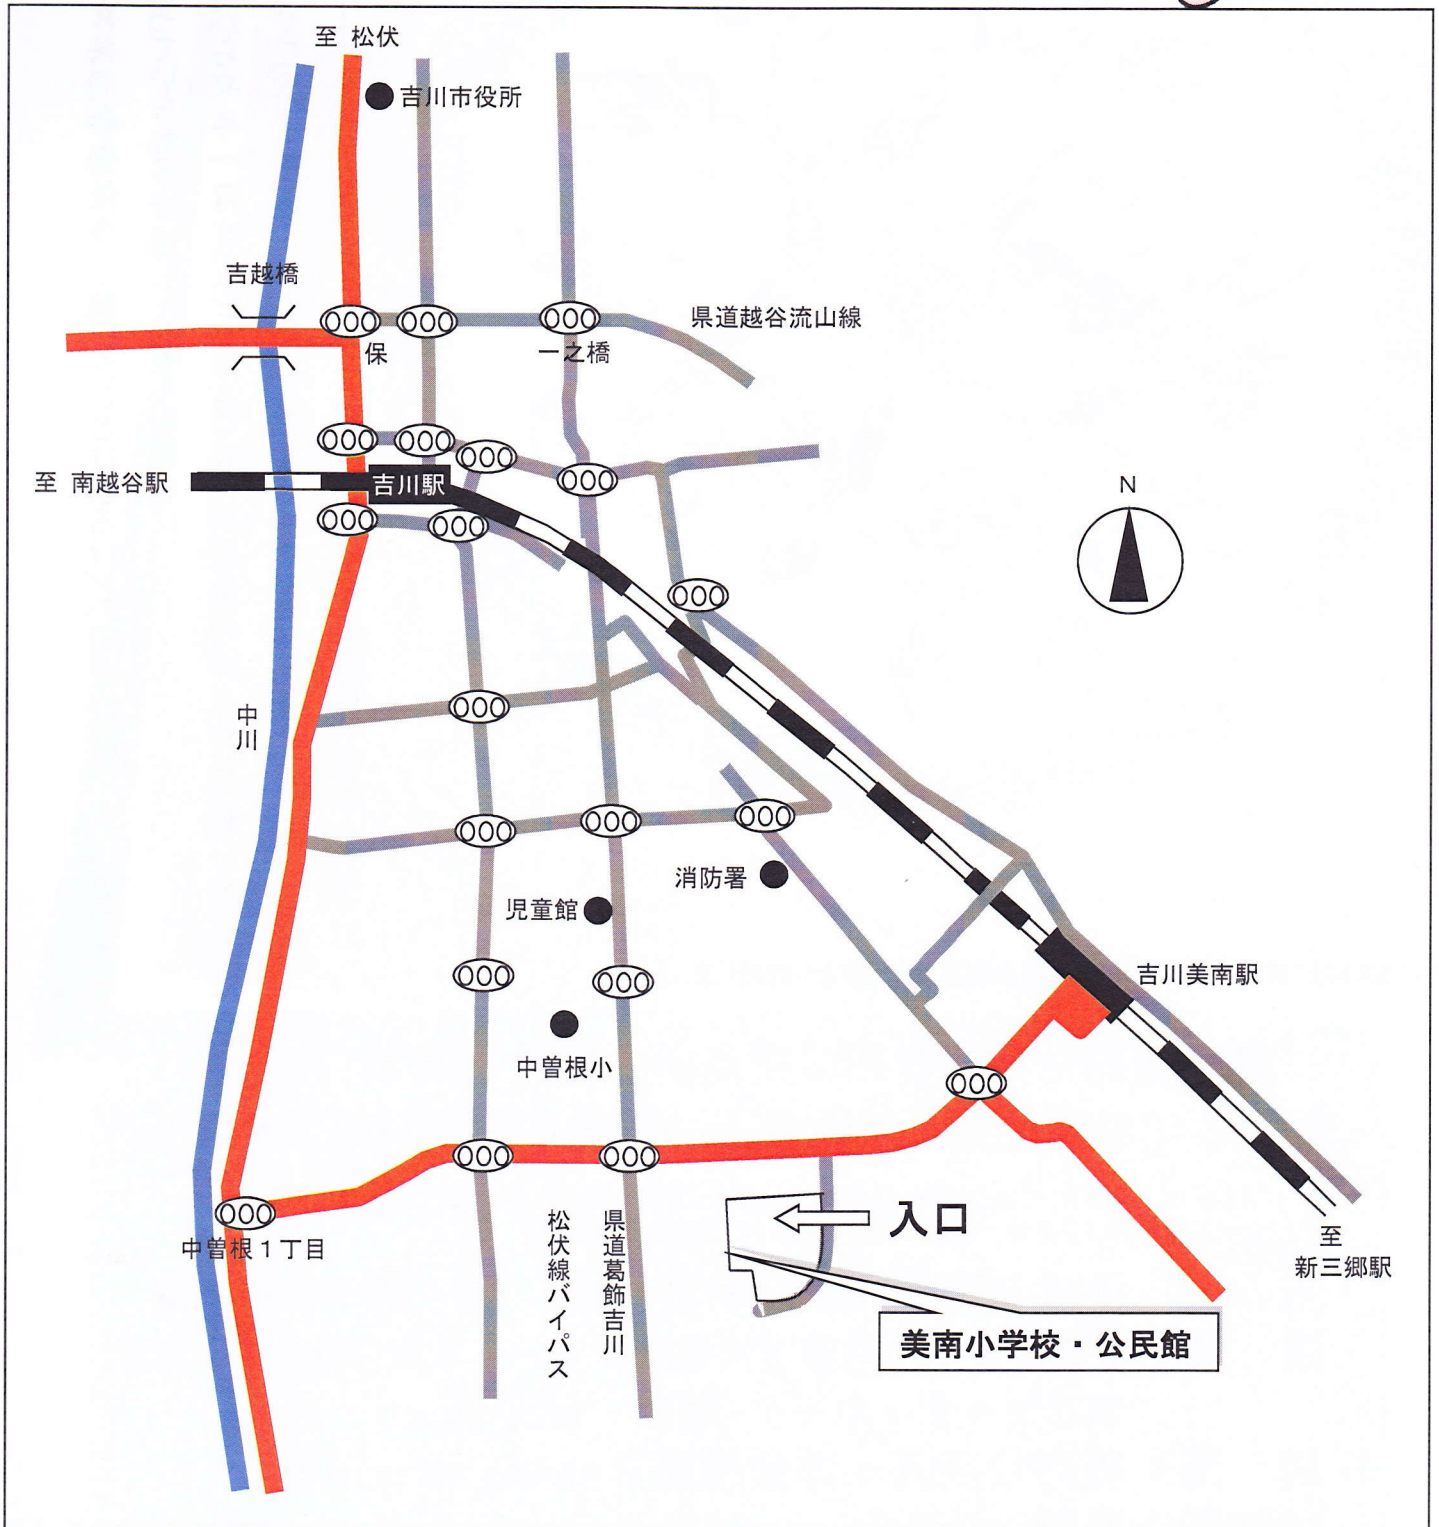 至 松伏
吉川市役所
吉越橋
県道越谷流山線
保
一之橋
至 南越谷駅
吉川駅
N
中川
消防署
児童館
吉川美南駅
中曽根小
入口
中曽根１丁目
松伏線バイパス
県道葛飾吉川
至
新三郷駅
美南小学校・公民館